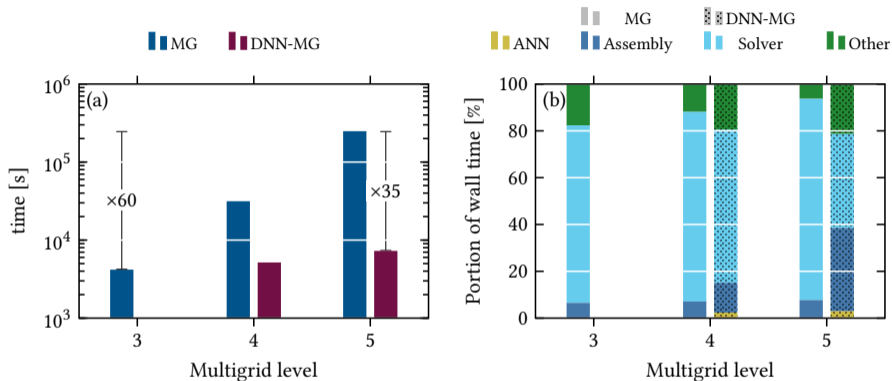 MG DNN-MG
10^6
10^5
10^4
10^3
time [s]
(a)
×60
×35
3 4 5
Multigrid level
MG DNN-MG
ANN Assembly Solver Other
100
80
60
40
20
0
Portion of wall time [%]
(b)
3 4 5
Multigrid level